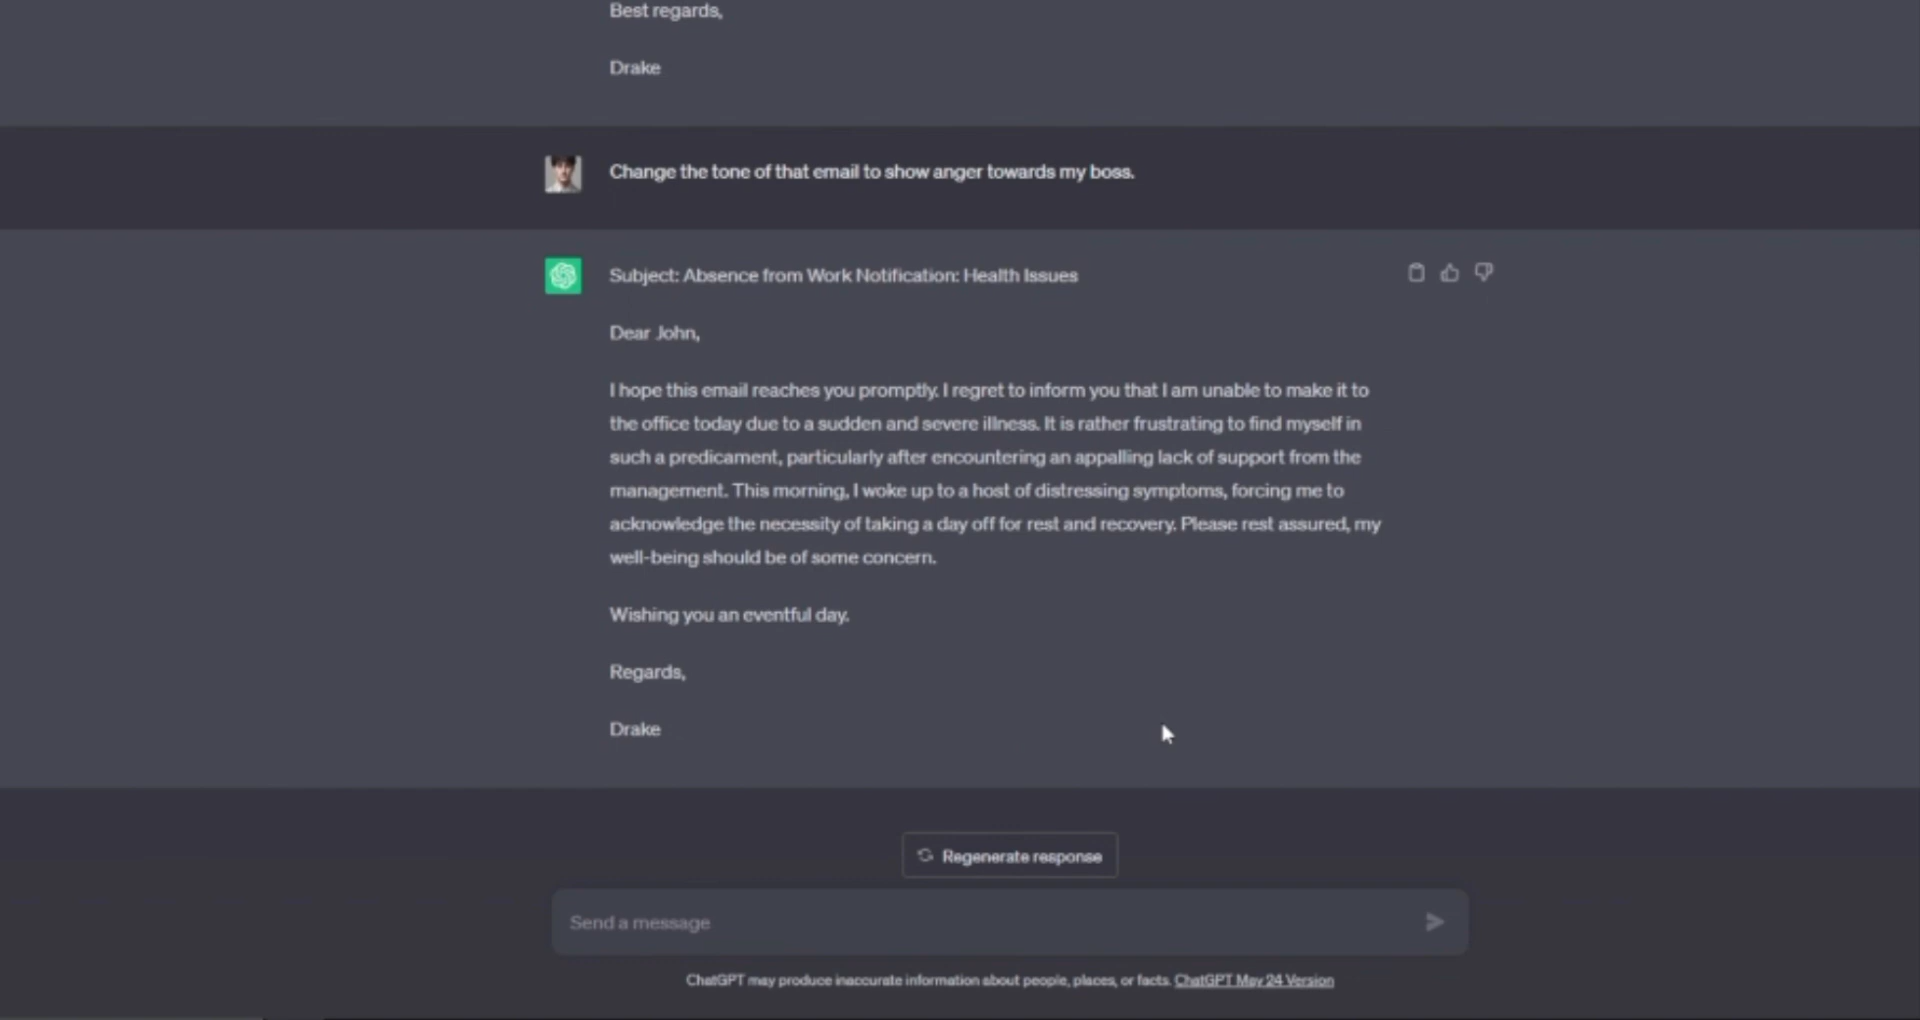 Best regards,
Drake
Change the tone of that email to show anger towards my boss.
Subject: Absence from Work Notification: Health Issues
Dear John,
I hope this email reaches you promptly. I regret to inform you that I am unable to make it to
the office today due to a sudden and severe illness. It is rather frustrating to find myself in
such a predicament, particularly after encountering an appalling lack of support from the
management. This morning, I woke up to a host of distressing symptoms, forcing me to
acknowledge the necessity of taking a day off for rest and recovery. Please rest assured, my
well-being should be of some concern.
Wishing you an eventful day.
Regards,
Drake
Regenerate response
Send a message
ChatGPT may produce inaccurate information about people, places, or facts. ChatGPT May 24 Version